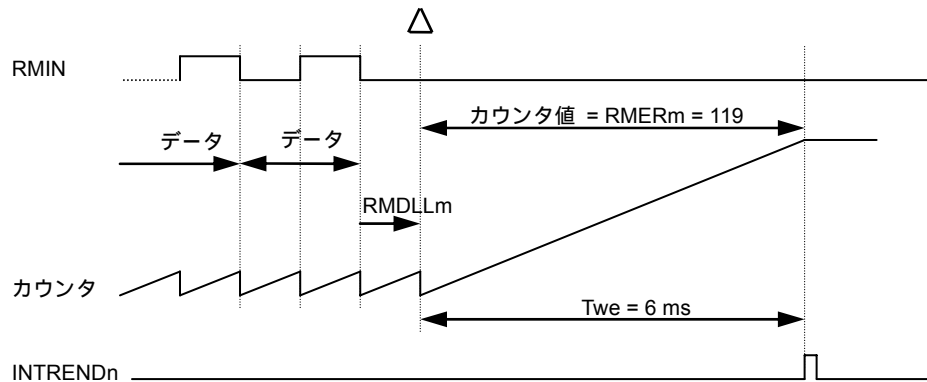 Δ
RMIN
カウンタ値 = RMERm = 119
データ データ
RMDLLm
カウンタ
Twe = 6 ms
INTRENDn